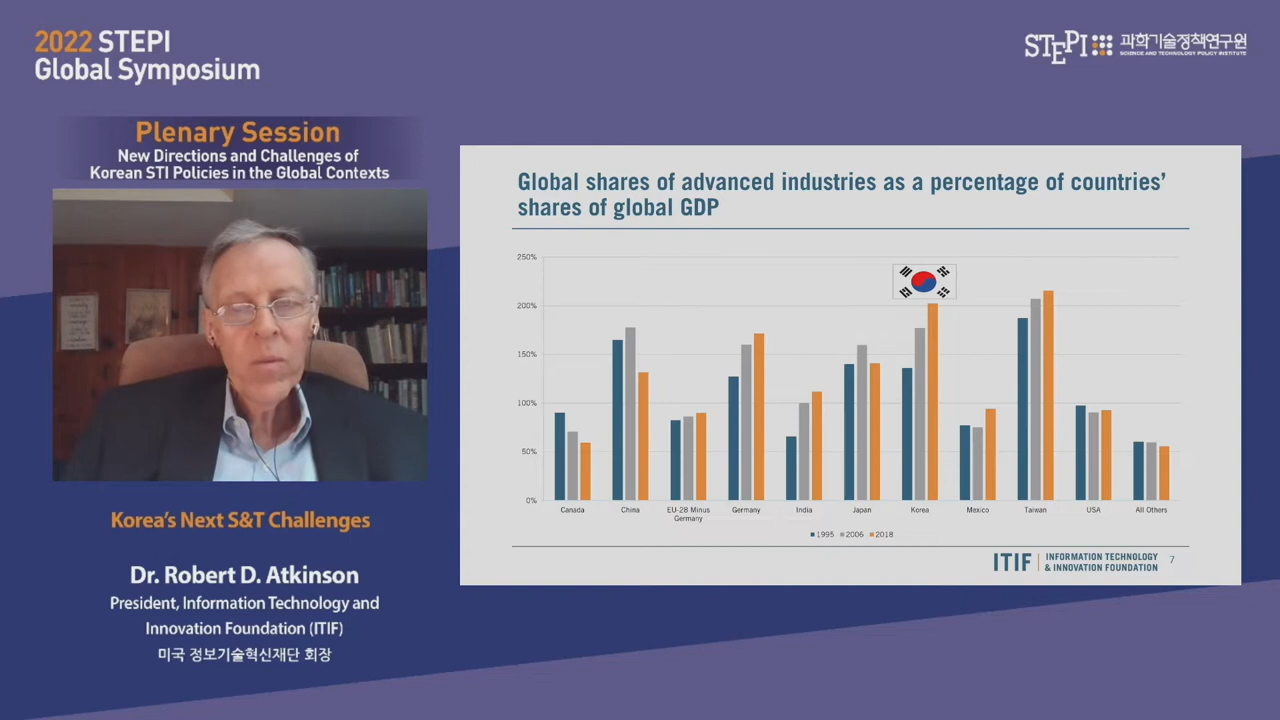 2022 STEPI
Global Symposium
STEPI 과학기술정책연구원
SCIENCE AND TECHNOLOGY POLICY INSTITUTE
Plenary Session
New Directions and Challenges of
Korean STI Policies in the Global Contexts
Korea's Next S&T Challenges
Dr. Robert D. Atkinson
President, Information Technology and
Innovation Foundation (ITIF)
미국 정보기술혁신재단 회장
Global shares of advanced industries as a percentage of countries'
shares of global GDP
250%
200%
150%
100%
50%
0%
Canada China EU-28 Minus Germany India Japan Korea Mexico Taiwan USA All Others
Germany
1995 2006 2018
ITIF INFORMATION TECHNOLOGY
& INNOVATION FOUNDATION 7